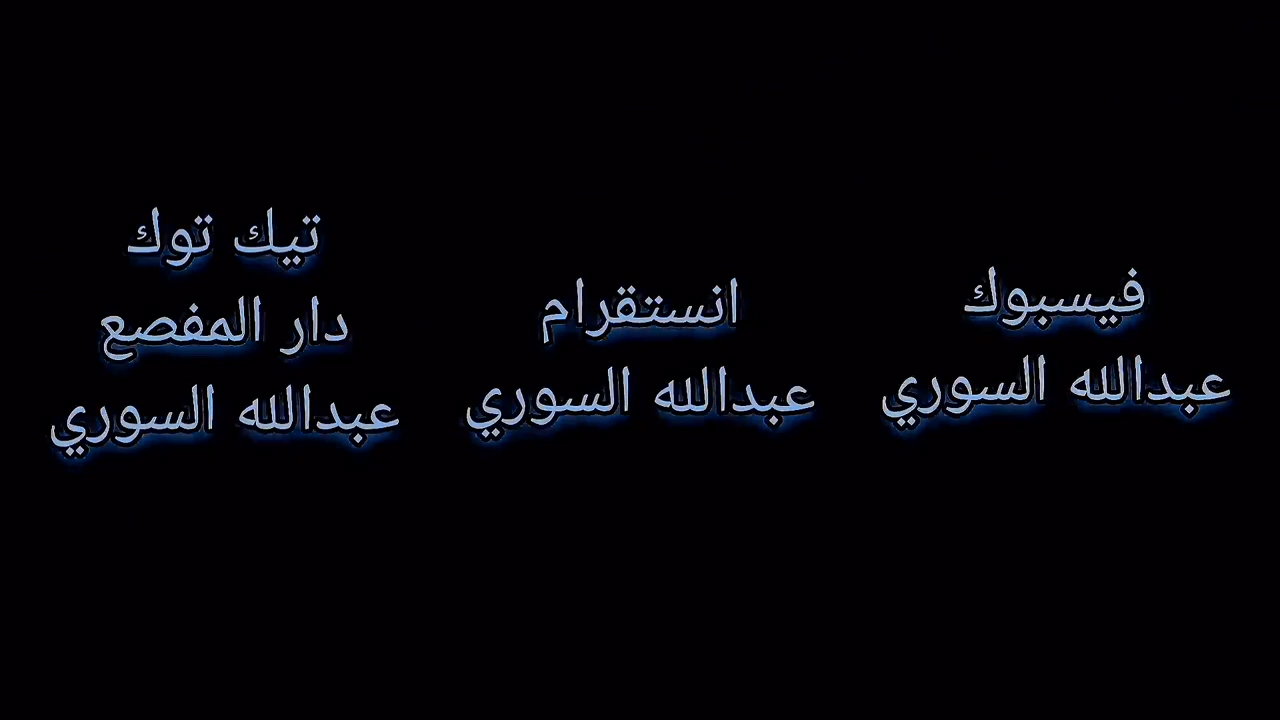 فيسبوك
عبدالله السوري
انستقرام
عبدالله السوري
تيك توك
دار المفصع
عبدالله السوري